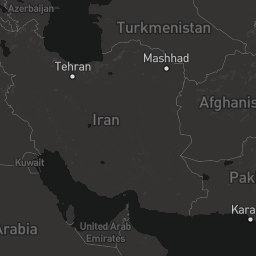 Azerbaijan
Turkmenistan
Tehran
Mashhad
Afghanis
Iran
Kuwait
Pak
Arabia
United Arab
Emirates
Kara